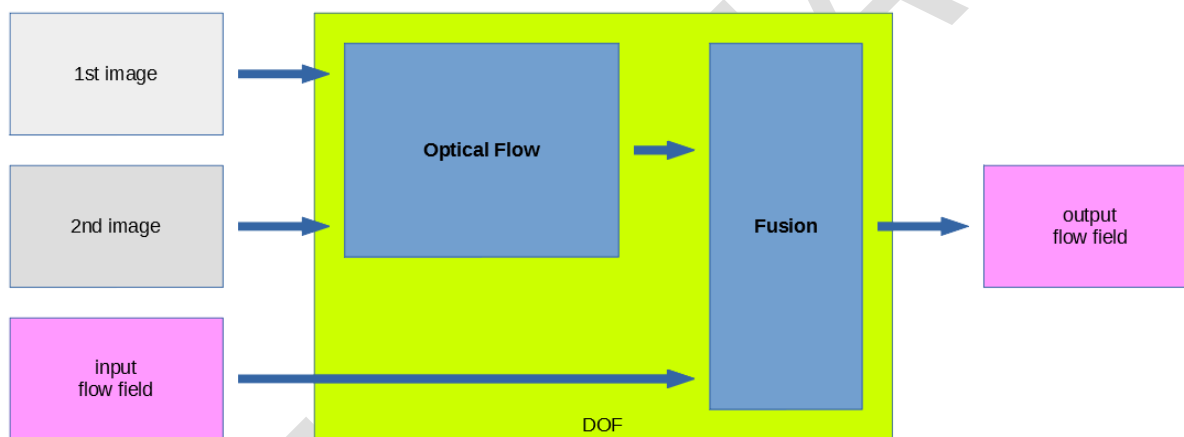 1st image
Optical Flow
2nd image
Fusion
output
flow field
input
flow field
DOF